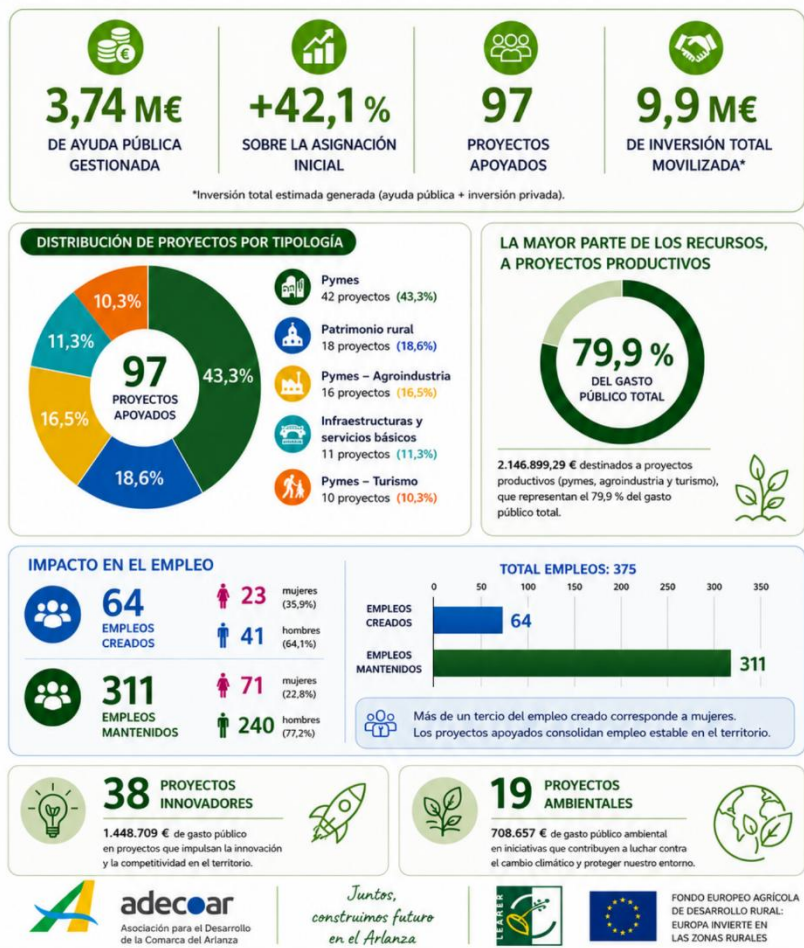 3,74 M€
DE AYUDA PÚBLICA
GESTIONADA
+42,1 %
SOBRE LA ASIGNACIÓN
INICIAL
97
PROYECTOS
APOYADOS
9,9 M€
DE INVERSIÓN TOTAL
MOVILIZADA*
*Inversión total estimada generada (ayuda pública + inversión privada).
DISTRIBUCIÓN DE PROYECTOS POR TIPOLOGÍA
10,3%
11,3%
16,5%
18,6%
43,3%
97
PROYECTOS
APOYADOS
Pymes
42 proyectos (43,3%)
Patrimonio rural
18 proyectos (18,6%)
Pymes – Agroindustria
16 proyectos (16,5%)
Infraestructuras y
servicios básicos
11 proyectos (11,3%)
Pymes – Turismo
10 proyectos (10,3%)
LA MAYOR PARTE DE LOS RECURSOS,
A PROYECTOS PRODUCTIVOS
79,9 %
DEL GASTO
PÚBLICO TOTAL
2.146.899,29 € destinados a proyectos
productivos (pymes, agroindustria y turismo),
que representan el 79,9 % del gasto
público total.
IMPACTO EN EL EMPLEO
64
EMPLEOS
CREADOS
23 mujeres
(35,9%)
41 hombres
(64,1%)
311
EMPLEOS
MANTENIDOS
71 mujeres
(22,8%)
240 hombres
(77,2%)
TOTAL EMPLEOS: 375
0 50 100 150 200 250 300 350
EMPLEOS
CREADOS
64
EMPLEOS
MANTENIDOS
311
Más de un tercio del empleo creado corresponde a mujeres.
Los proyectos apoyados consolidan empleo estable en el territorio.
38 PROYECTOS
INNOVADORES
1.448.709 € de gasto público
en proyectos que impulsan la innovación
y la competitividad en el territorio.
19 PROYECTOS
AMBIENTALES
708.657 € de gasto público ambiental
en iniciativas que contribuyen a luchar contra
el cambio climático y proteger nuestro entorno.
adecoar
Asociación para el Desarrollo
de la Comarca del Arlanza
Juntos,
construimos futuro
en el Arlanza
LEADER
FONDO EUROPEO AGRÍCOLA
DE DESARROLLO RURAL:
EUROPA INVIERTE EN
LAS ZONAS RURALES